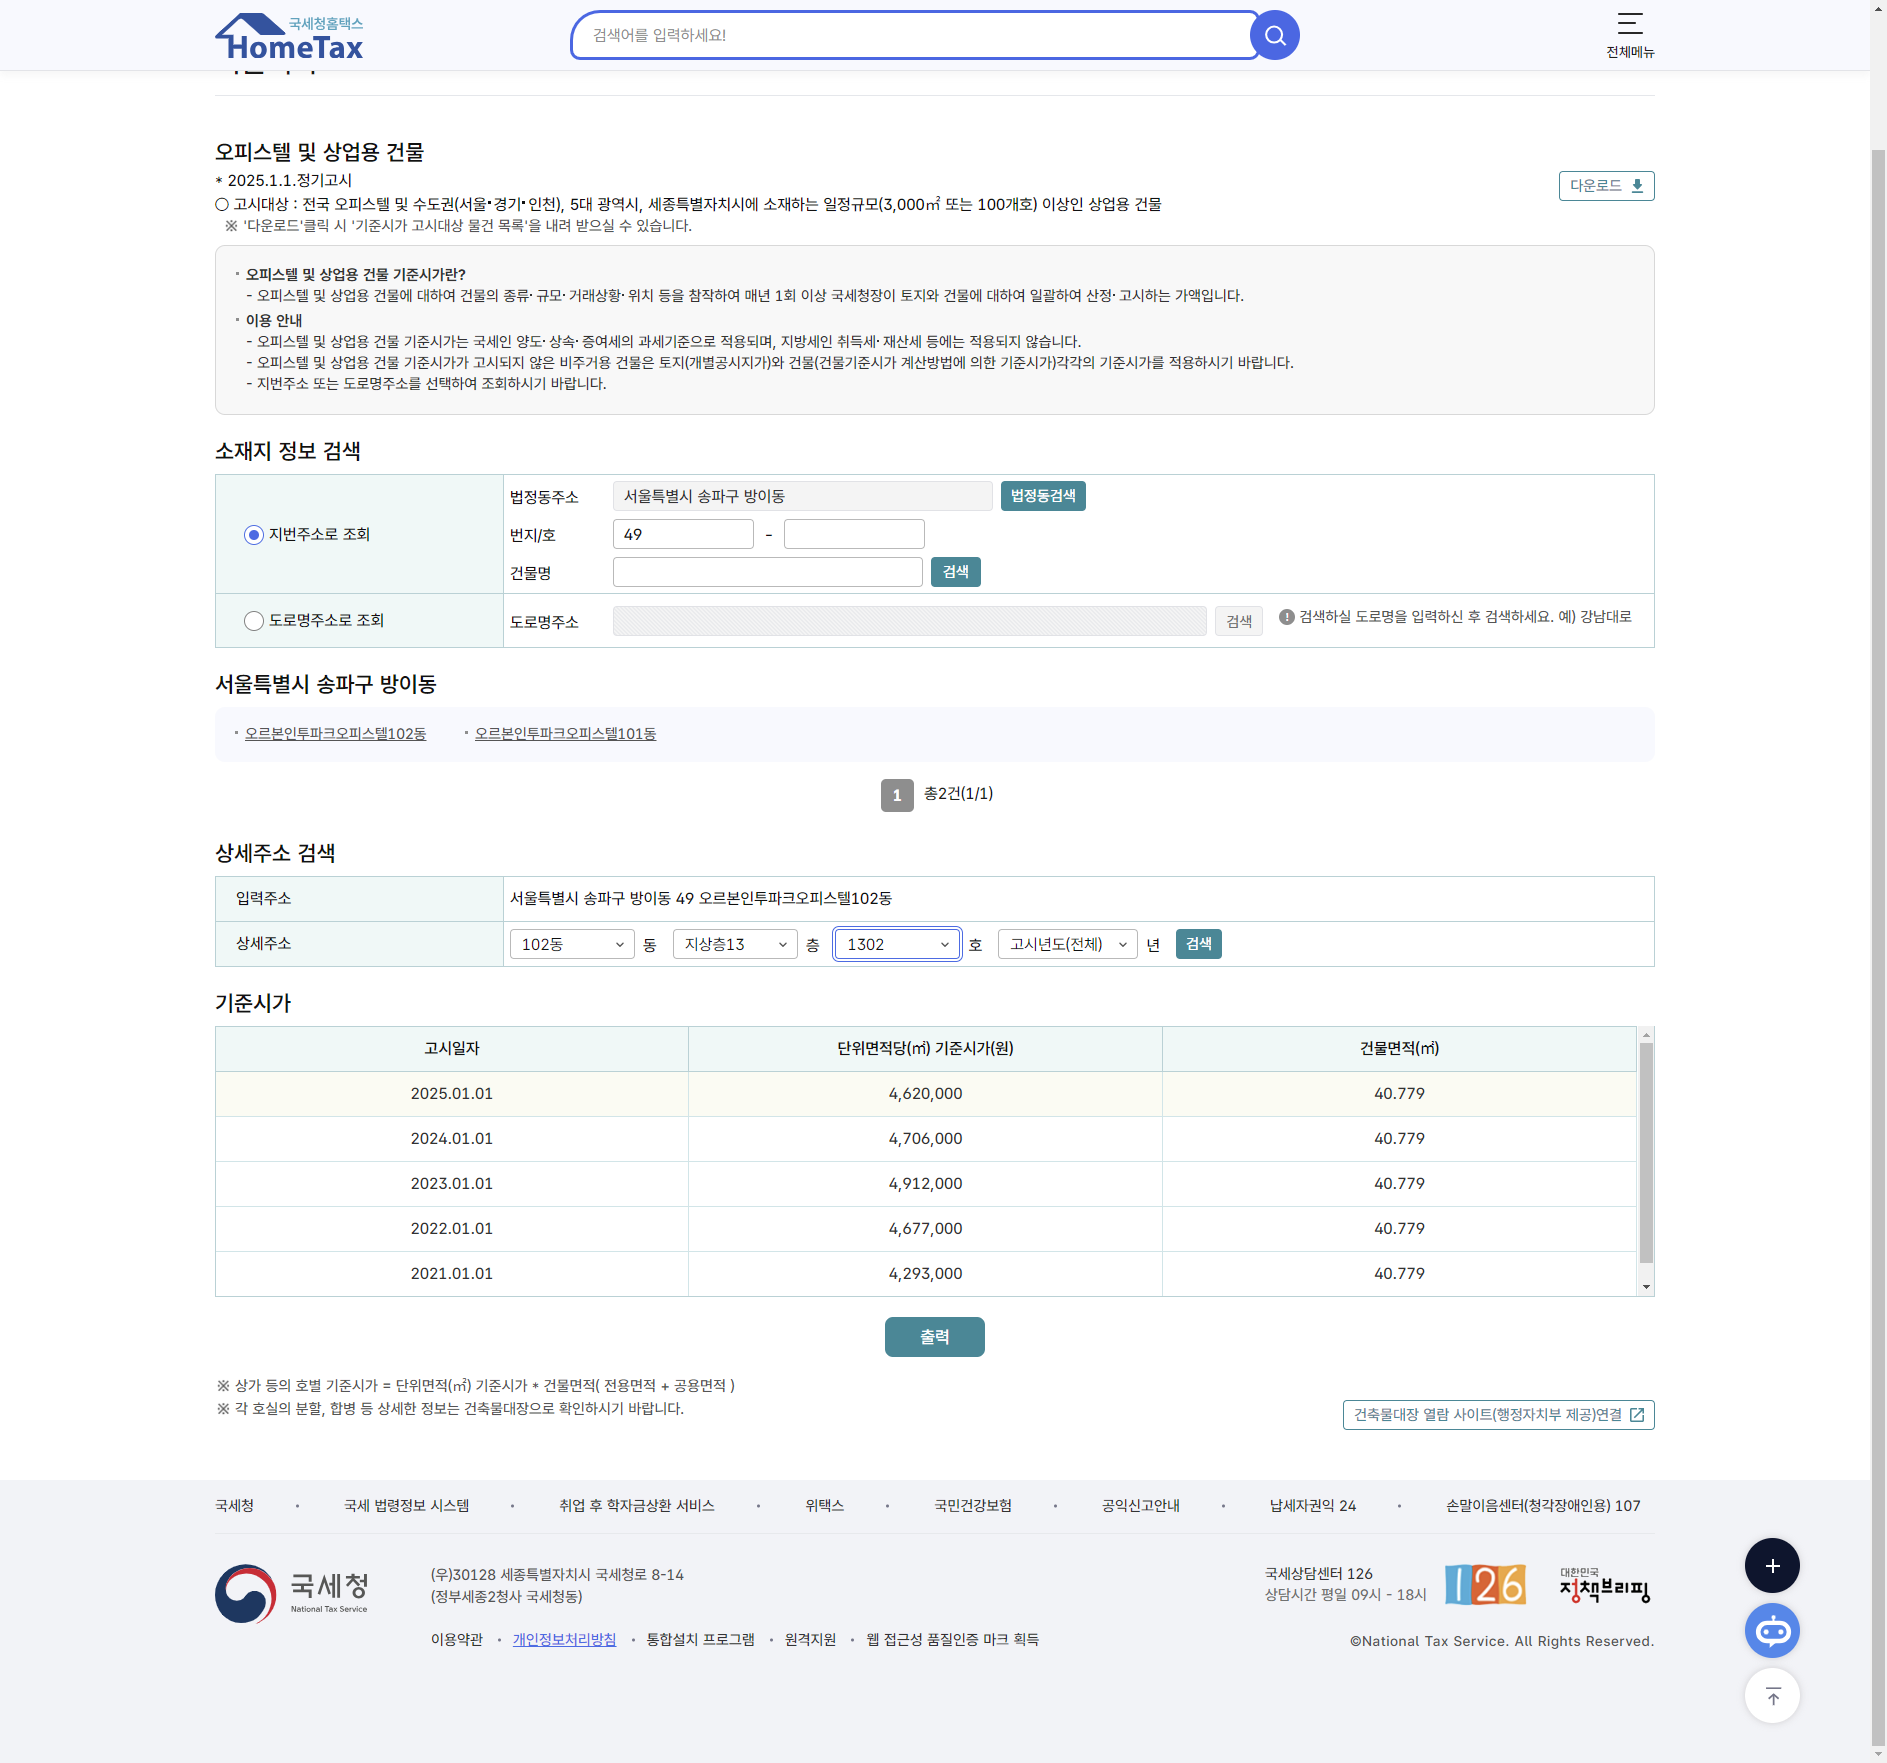 국세청홈택스
HomeTax
검색어를 입력하세요!
전체메뉴
오피스텔 및 상업용 건물
* 2025.1.1.정기고시
다운로드
○ 고시대상 : 전국 오피스텔 및 수도권(서울·경기·인천), 5대 광역시, 세종특별자치시에 소재하는 일정규모(3,000㎡ 또는 100개호) 이상인 상업용 건물
※ '다운로드'클릭 시 '기준시가 고시대상 물건 목록'을 내려 받으실 수 있습니다.
· 오피스텔 및 상업용 건물 기준시가란?
- 오피스텔 및 상업용 건물에 대하여 건물의 종류· 규모· 거래상황· 위치 등을 참작하여 매년 1회 이상 국세청장이 토지와 건물에 대하여 일괄하여 산정· 고시하는 가액입니다.
· 이용 안내
- 오피스텔 및 상업용 건물 기준시가는 국세인 양도· 상속· 증여세의 과세기준으로 적용되며, 지방세인 취득세· 재산세 등에는 적용되지 않습니다.
- 오피스텔 및 상업용 건물 기준시가가 고시되지 않은 비주거용 건물은 토지(개별공시지가)와 건물(건물기준시가 계산방법에 의한 기준시가)각각의 기준시가를 적용하시기 바랍니다.
- 지번주소 또는 도로명주소를 선택하여 조회하시기 바랍니다.
소재지 정보 검색
지번주소로 조회
법정동주소 서울특별시 송파구 방이동 법정동검색
번지/호 49 -
건물명 검색
도로명주소로 조회 도로명주소 검색 ! 검색하실 도로명을 입력하신 후 검색하세요. 예) 강남대로
서울특별시 송파구 방이동
· 오르본인투파크오피스텔102동 · 오르본인투파크오피스텔101동
1 총2건(1/1)
상세주소 검색
입력주소 서울특별시 송파구 방이동 49 오르본인투파크오피스텔102동
상세주소 102동 동 지상층13 층 1302 호 고시년도(전체) 년 검색
기준시가
고시일자 단위면적당(㎡) 기준시가(원) 건물면적(㎡)
2025.01.01 4,620,000 40.779
2024.01.01 4,706,000 40.779
2023.01.01 4,912,000 40.779
2022.01.01 4,677,000 40.779
2021.01.01 4,293,000 40.779
출력
※ 상가 등의 호별 기준시가 = 단위면적(㎡) 기준시가 * 건물면적( 전용면적 + 공용면적 )
※ 각 호실의 분할, 합병 등 상세한 정보는 건축물대장으로 확인하시기 바랍니다.
건축물대장 열람 사이트(행정자치부 제공)연결
국세청 · 국세 법령정보 시스템 · 취업 후 학자금상환 서비스 · 위택스 · 국민건강보험 · 공익신고안내 · 납세자권익 24 · 손말이음센터(청각장애인용) 107
국세청
National Tax Service
(우)30128 세종특별자치시 국세청로 8-14
(정부세종2청사 국세청동)
국세상담센터 126
상담시간 평일 09시 - 18시
126
대한민국
정책브리핑
이용약관 · 개인정보처리방침 · 통합설치 프로그램 · 원격지원 · 웹 접근성 품질인증 마크 획득
©National Tax Service. All Rights Reserved.